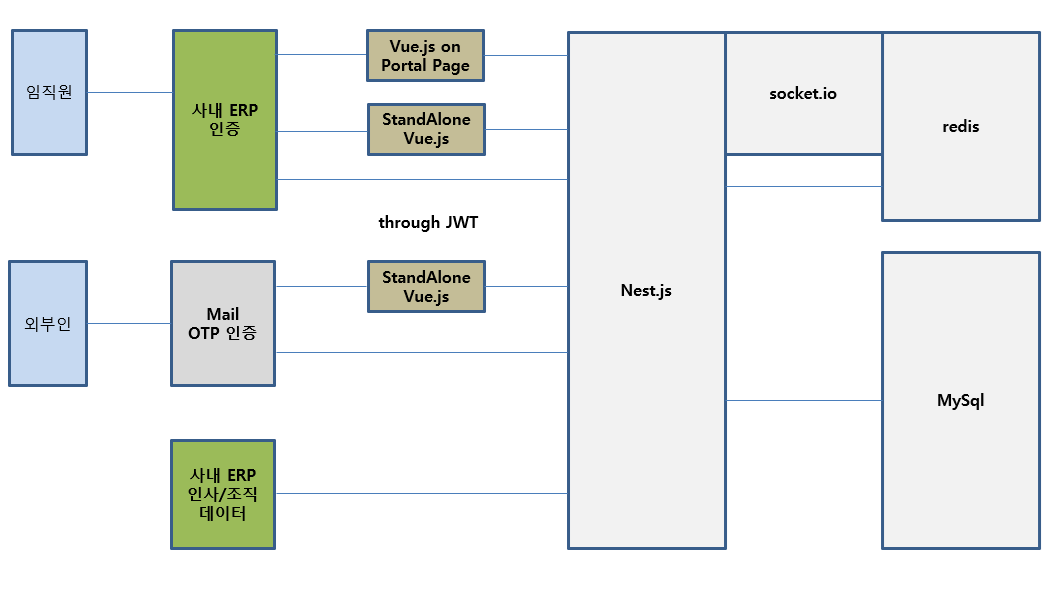 임직원
사내 ERP
인증
Vue.js on
Portal Page
StandAlone
Vue.js
through JWT
외부인
Mail
OTP 인증
StandAlone
Vue.js
사내 ERP
인사/조직
데이터
Nest.js
socket.io
redis
MySql